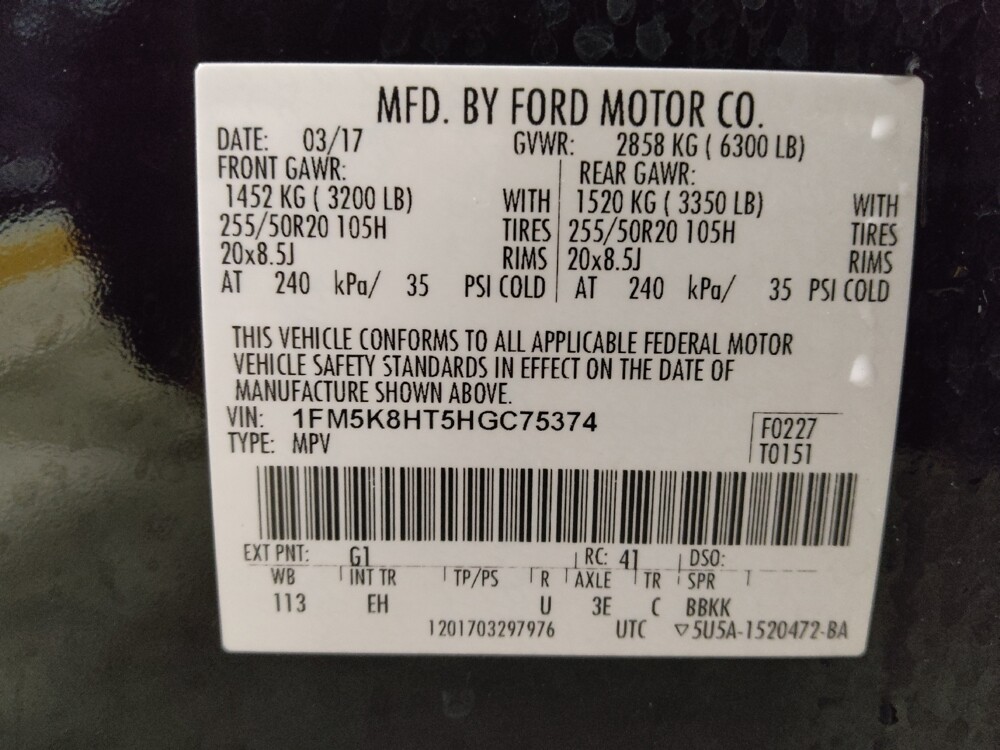 MFD. BY FORD MOTOR CO.
DATE: 03/17 GVWR: 2858 KG ( 6300 LB)
FRONT GAWR: REAR GAWR:
1452 KG ( 3200 LB) WITH 1520 KG ( 3350 LB) WITH
255/50R20 105H TIRES 255/50R20 105H TIRES
20x8.5J RIMS 20x8.5J RIMS
AT 240 kPa/ 35 PSI COLD AT 240 kPa/ 35 PSI COLD
THIS VEHICLE CONFORMS TO ALL APPLICABLE FEDERAL MOTOR
VEHICLE SAFETY STANDARDS IN EFFECT ON THE DATE OF
MANUFACTURE SHOWN ABOVE.
VIN: 1FM5K8HT5HGC75374
TYPE: MPV
F0227
T0151
EXT PNT: G1 RC: 41 DSO:
WB INT TR TP/PS R AXLE TR SPR
113 EH U 3E C BBKK
1201703297976 UTC ▽5U5A-1520472-BA